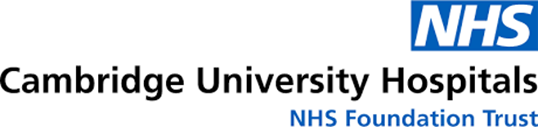 NHS
Cambridge University Hospitals
NHS Foundation Trust